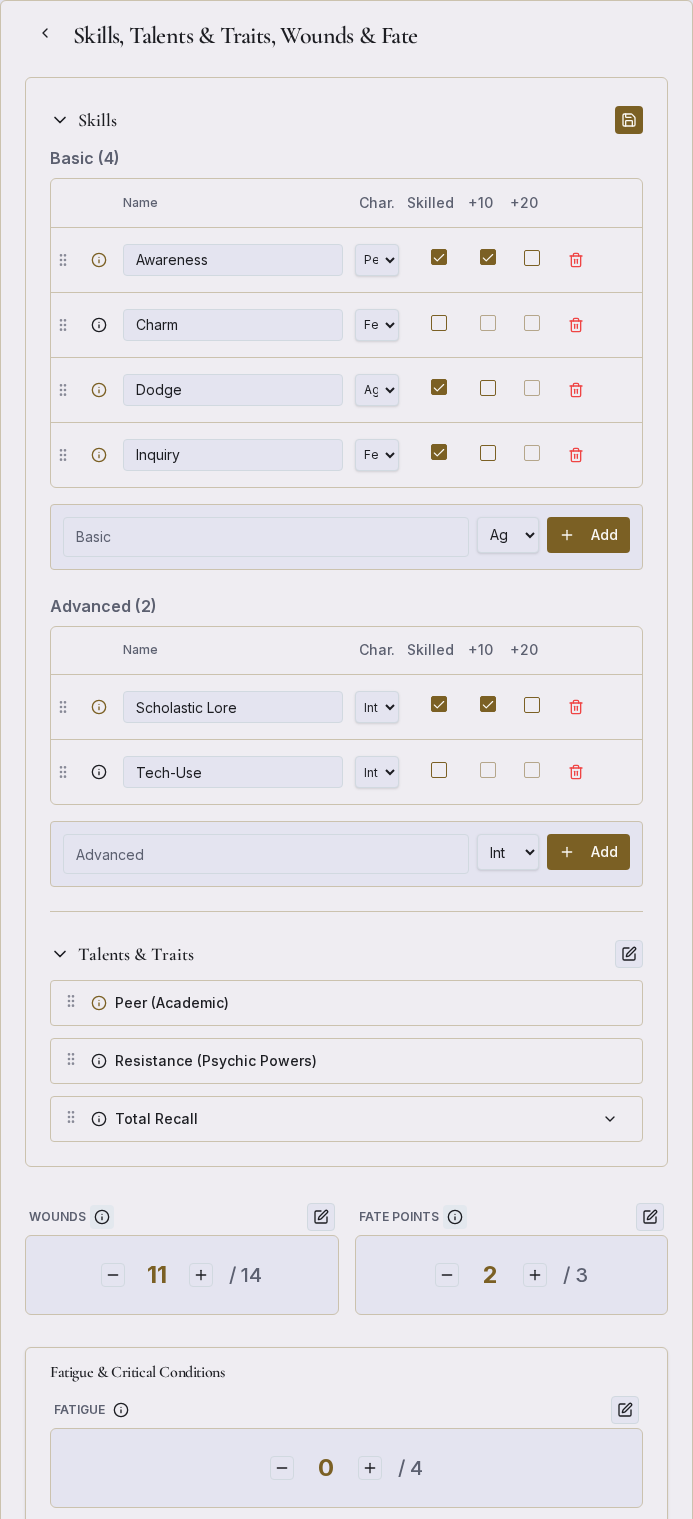 Skills, Talents & Traits, Wounds & Fate
Skills
Basic (4)
Name Char. Skilled +10 +20
Awareness Pe
Charm Fe
Dodge Ag
Inquiry Fe
Basic Ag Add
Advanced (2)
Name Char. Skilled +10 +20
Scholastic Lore Int
Tech-Use Int
Advanced Int Add
Talents & Traits
Peer (Academic)
Resistance (Psychic Powers)
Total Recall
WOUNDS FATE POINTS
11 / 14 2 / 3
Fatigue & Critical Conditions
FATIGUE
0 / 4